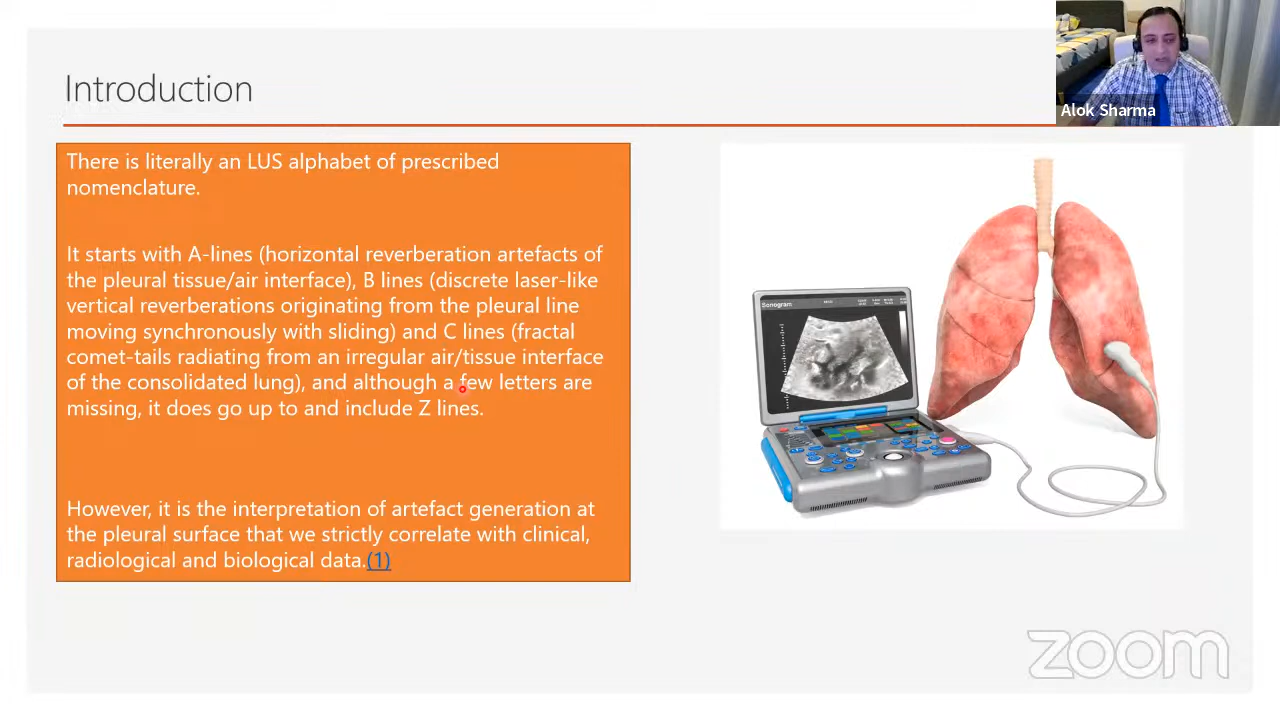 Introduction
Alok Sharma
There is literally an LUS alphabet of prescribed
nomenclature.
It starts with A-lines (horizontal reverberation artefacts of
the pleural tissue/air interface), B lines (discrete laser-like
vertical reverberations originating from the pleural line
moving synchronously with sliding) and C lines (fractal
comet-tails radiating from an irregular air/tissue interface
of the consolidated lung), and although a few letters are
missing, it does go up to and include Z lines.
However, it is the interpretation of artefact generation at
the pleural surface that we strictly correlate with clinical,
radiological and biological data.(1)
Sonogram
zoom